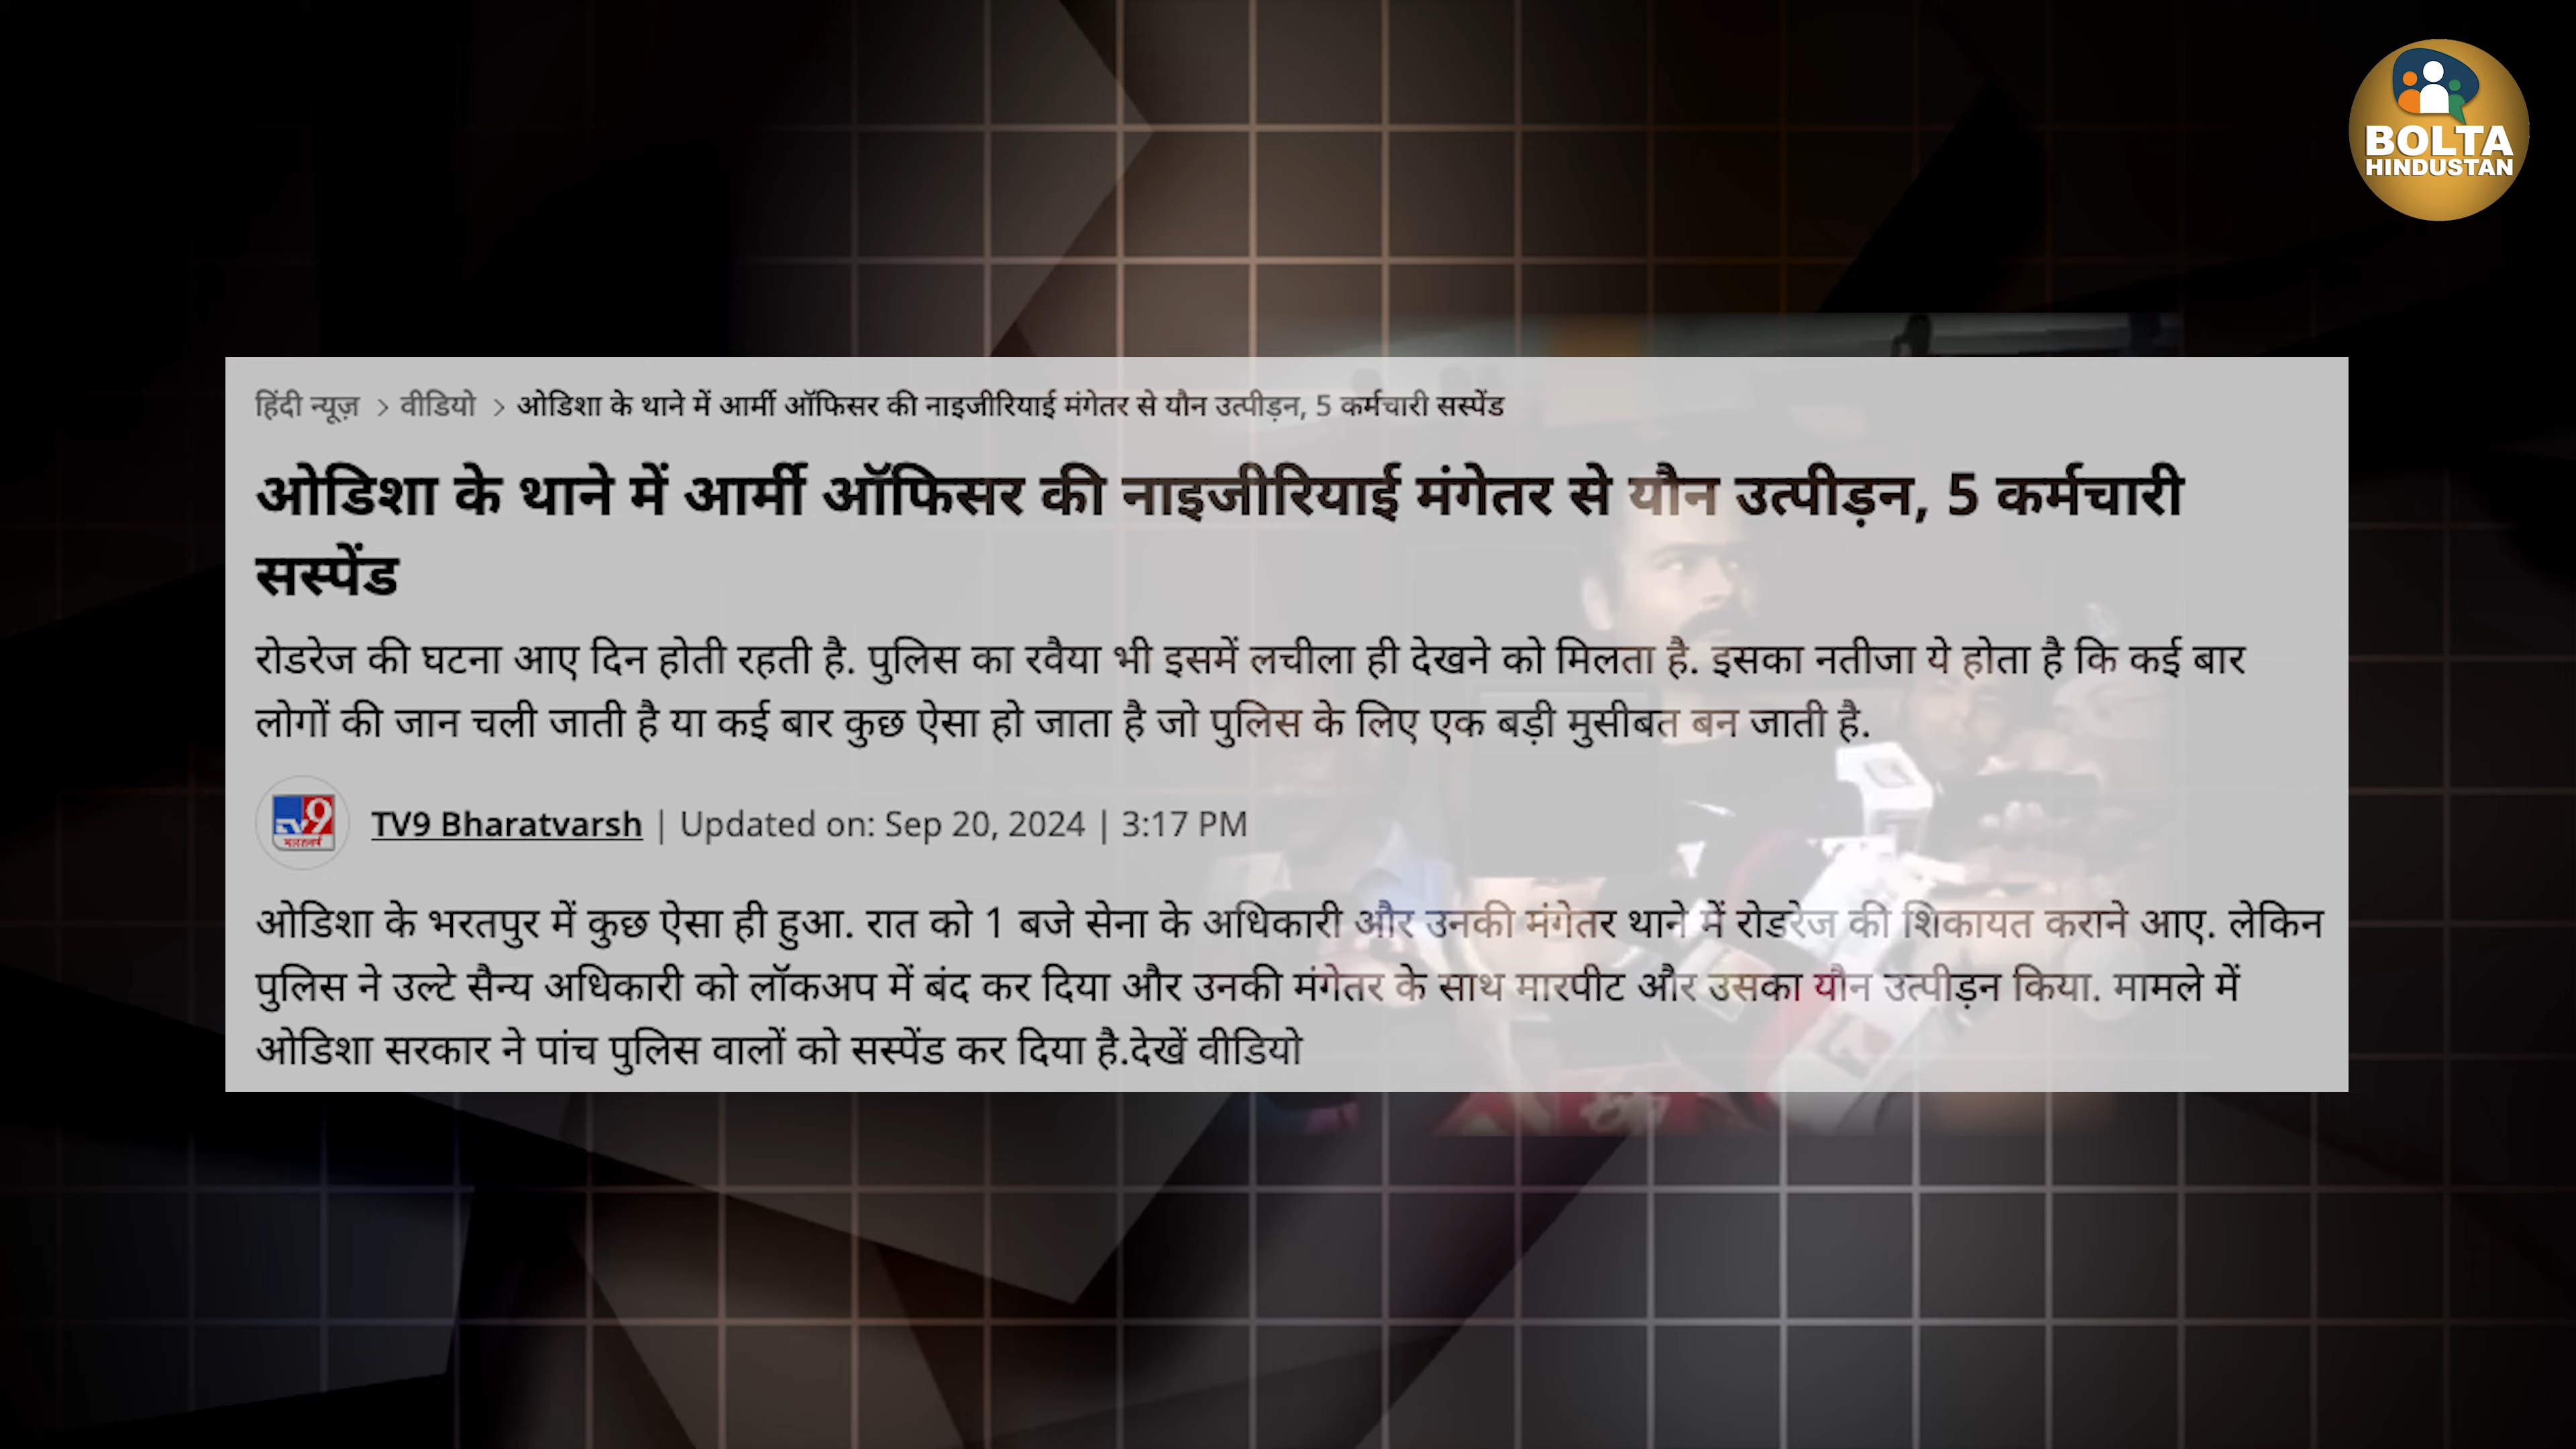 BOLTA
HINDUSTAN
हिंदी न्यूज़ > वीडियो > ओडिशा के थाने में आर्मी ऑफिसर की नाइजीरियाई मंगेतर से यौन उत्पीड़न, 5 कर्मचारी सस्पेंड
ओडिशा के थाने में आर्मी ऑफिसर की नाइजीरियाई मंगेतर से यौन उत्पीड़न, 5 कर्मचारी
सस्पेंड
रोडरेज की घटना आए दिन होती रहती है. पुलिस का रवैया भी इसमें लचीला ही देखने को मिलता है. इसका नतीजा ये होता है कि कई बार
लोगों की जान चली जाती है या कई बार कुछ ऐसा हो जाता है जो पुलिस के लिए एक बड़ी मुसीबत बन जाती है.
TV9 भारतवर्ष
TV9 Bharatvarsh | Updated on: Sep 20, 2024 | 3:17 PM
ओडिशा के भरतपुर में कुछ ऐसा ही हुआ. रात को 1 बजे सेना के अधिकारी और उनकी मंगेतर थाने में रोडरेज की शिकायत कराने आए. लेकिन
पुलिस ने उल्टे सैन्य अधिकारी को लॉकअप में बंद कर दिया और उनकी मंगेतर के साथ मारपीट और उसका यौन उत्पीड़न किया. मामले में
ओडिशा सरकार ने पांच पुलिस वालों को सस्पेंड कर दिया है.देखें वीडियो